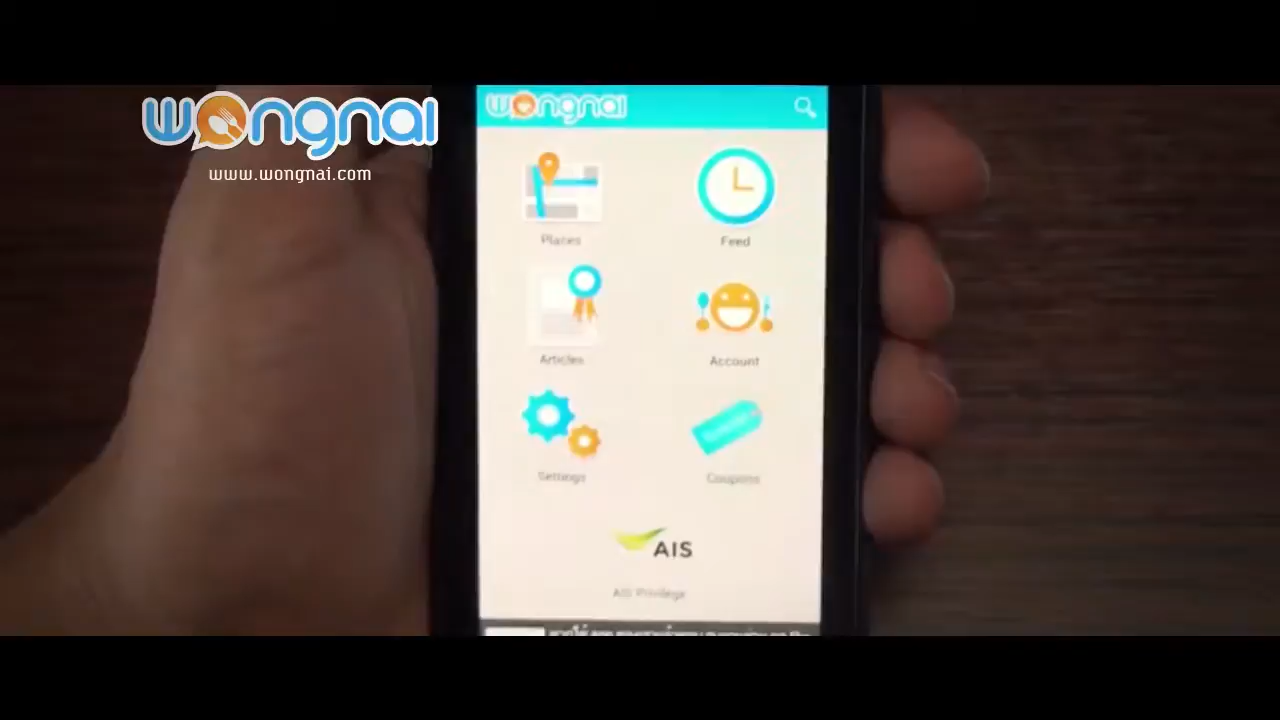 wongnai
www.wongnai.com
wongnai
Places
Feed
Articles
Account
Settings
Coupons
AIS
AIS Privilege